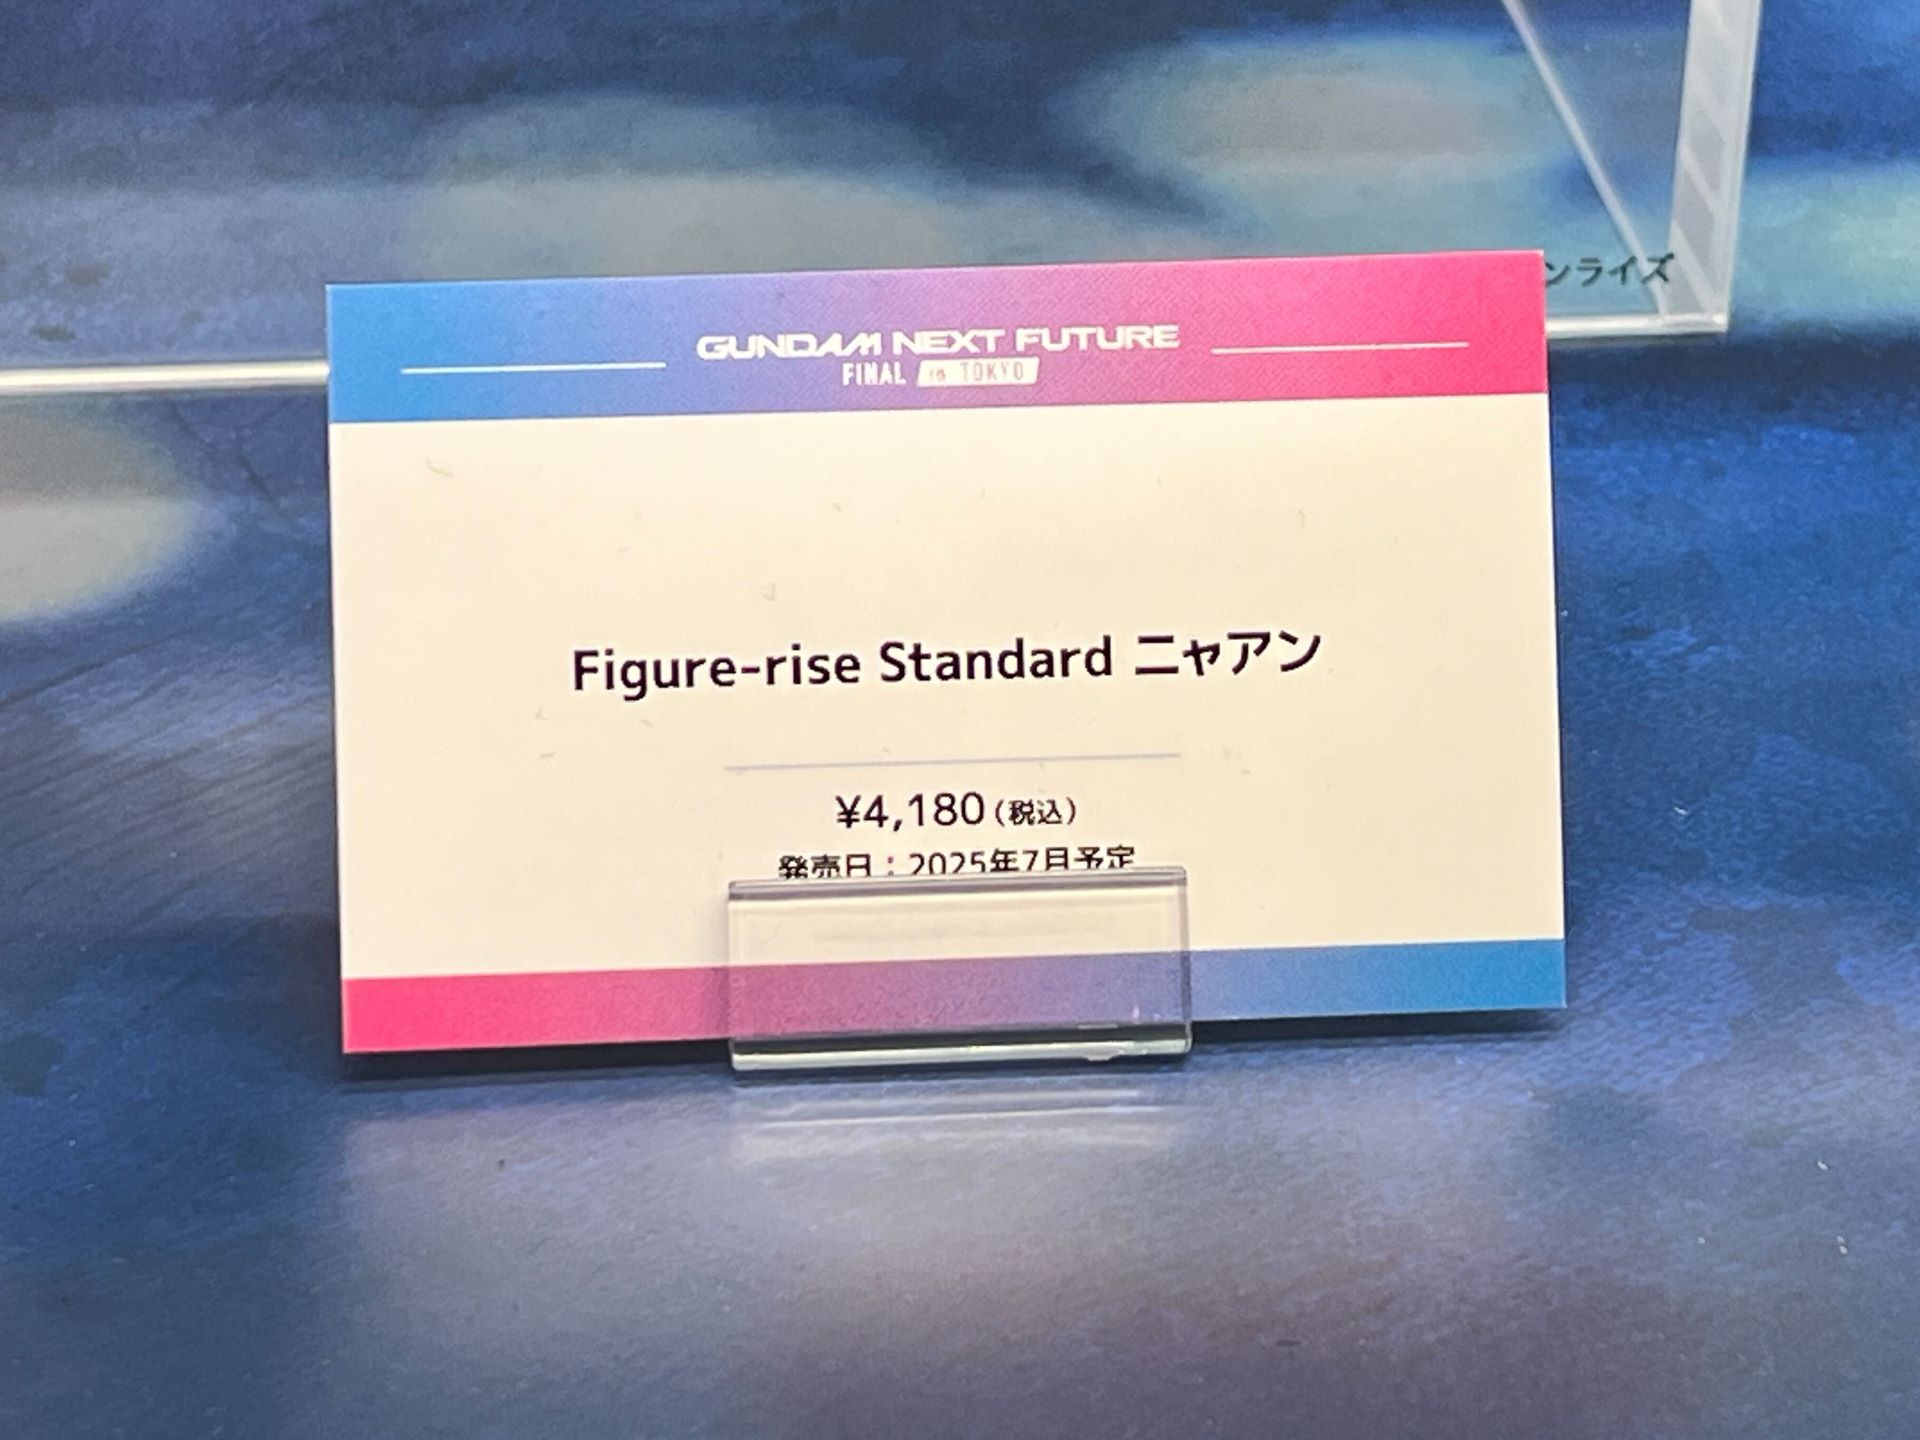 ンライズ
GUNDAM NEXT FUTURE
FINAL in TOKYO
Figure-rise Standard ニャアン
¥4,180(税込)
発売日：2025年7月予定